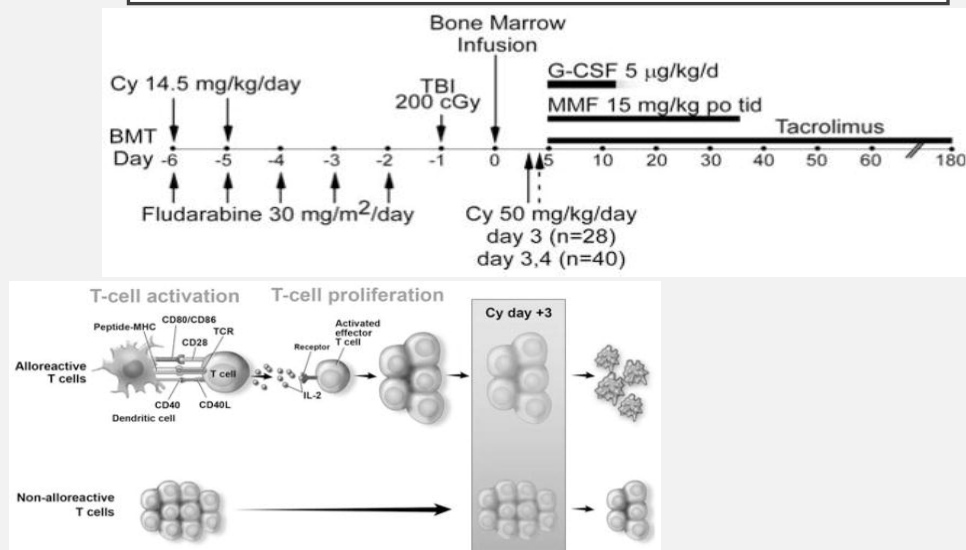 Bone Marrow
Infusion
Cy 14.5 mg/kg/day
TBI
200 cGy
G-CSF 5 μg/kg/d
MMF 15 mg/kg po tid
Tacrolimus
BMT
Day -6 -5 -4 -3 -2 -1 0 5 10 20 30 40 50 60 180
Fludarabine 30 mg/m²/day
Cy 50 mg/kg/day
day 3 (n=28)
day 3,4 (n=40)
T-cell activation
T-cell proliferation
Cy day +3
Peptide-MHC
CD80/CD86
TCR
CD28
Activated
effector
T cell
Receptor
Alloreactive
T cells
T cell
IL-2
CD40
CD40L
Dendritic cell
Non-alloreactive
T cells